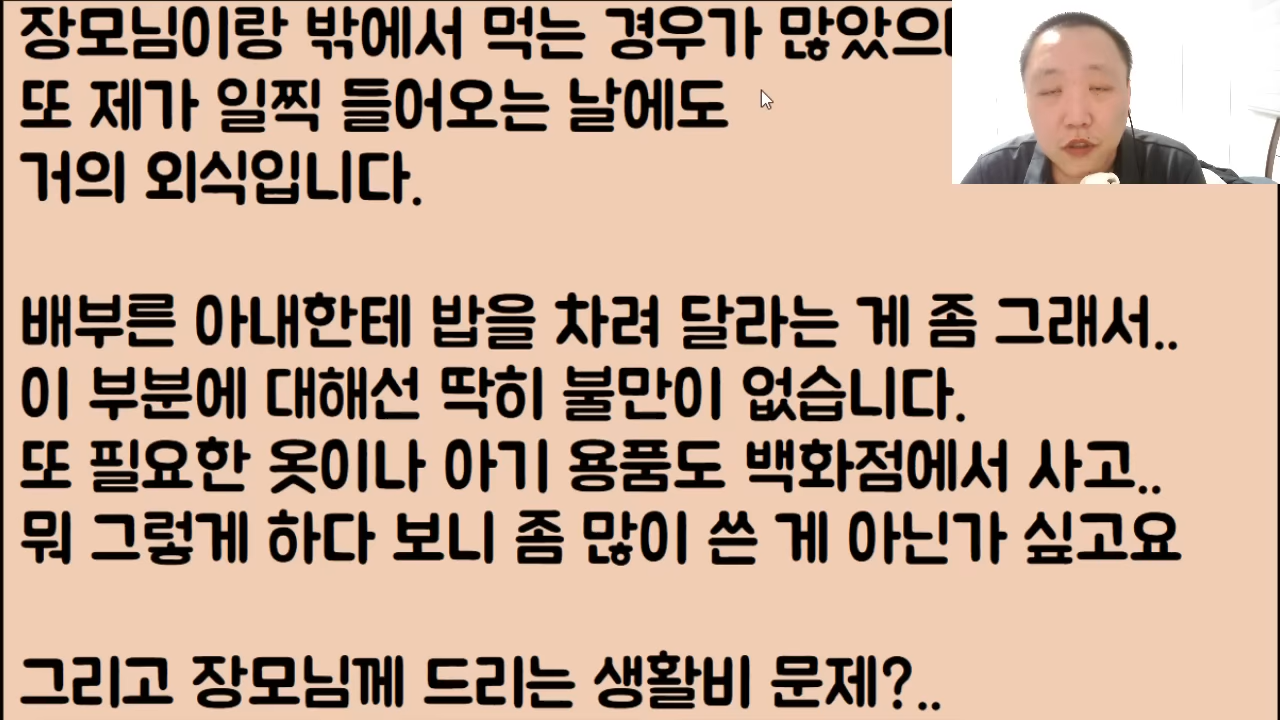 장모님이랑 밖에서 먹는 경우가 많았으
또 제가 일찍 들어오는 날에도
거의 외식입니다.
배부른 아내한테 밥을 차려 달라는 게 좀 그래서..
이 부분에 대해선 딱히 불만이 없습니다.
또 필요한 옷이나 아기 용품도 백화점에서 사고..
뭐 그렇게 하다 보니 좀 많이 쓴 게 아닌가 싶고요
그리고 장모님께 드리는 생활비 문제?..